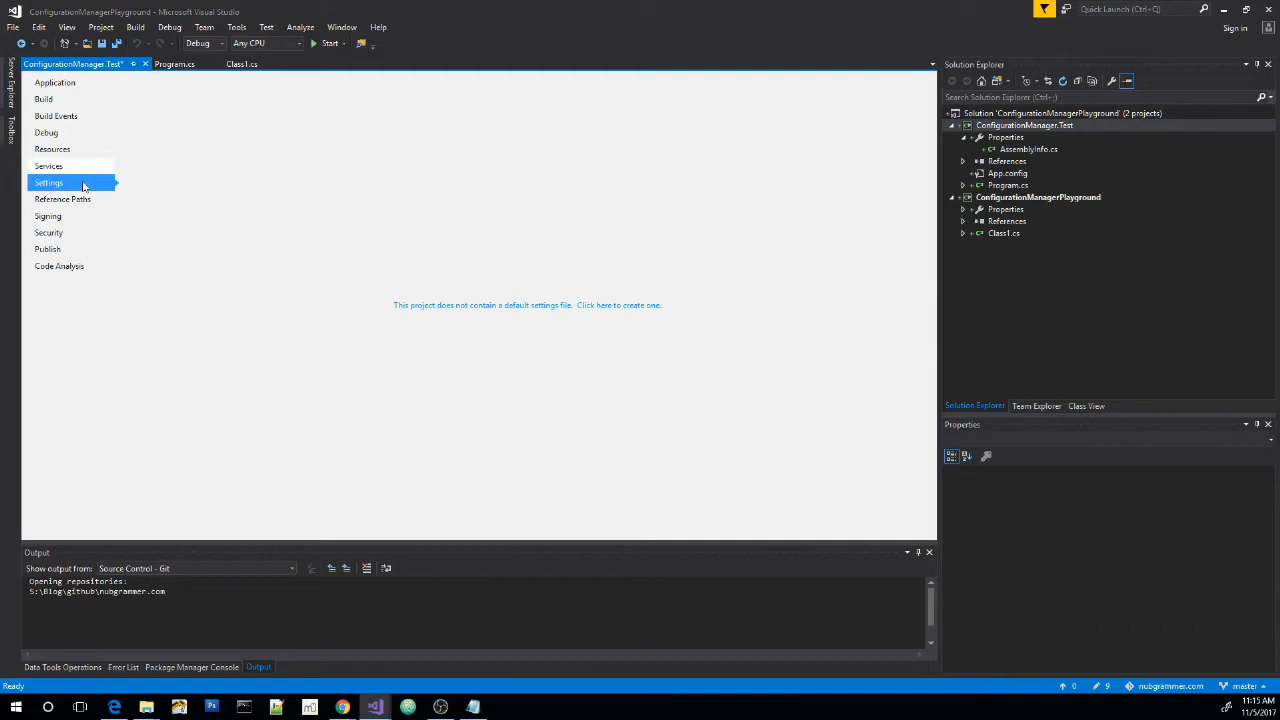 ConfigurationManagerPlayground - Microsoft Visual Studio
Quick Launch (Ctrl+Q)
File Edit View Project Build Debug Team Tools Test Analyze Window Help
Sign in
Debug Any CPU Start
Server Explorer
Toolbox
ConfigurationManager.Test* Program.cs Class1.cs
Application
Build
Build Events
Debug
Resources
Services
Settings
Reference Paths
Signing
Security
Publish
Code Analysis
This project does not contain a default settings file. Click here to create one.
Solution Explorer
Search Solution Explorer (Ctrl+;)
Solution 'ConfigurationManagerPlayground' (2 projects)
ConfigurationManager.Test
Properties
AssemblyInfo.cs
References
App.config
Program.cs
ConfigurationManagerPlayground
Properties
References
Class1.cs
Solution Explorer Team Explorer Class View
Properties
Output
Show output from: Source Control - Git
Opening repositories:
S:\Blog\github\nubgrammer.com
Data Tools Operations Error List Package Manager Console Output
Ready
0 9 nubgrammer.com master
11:15 AM
11/5/2017